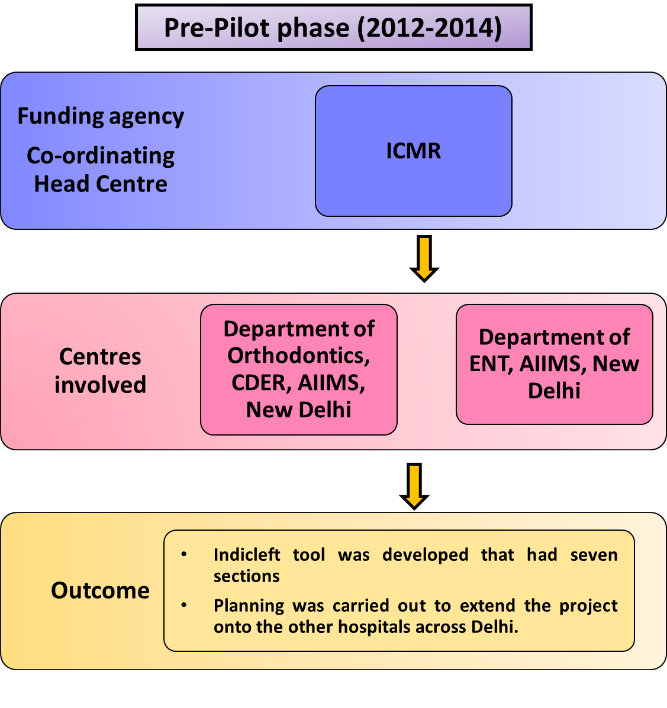 Pre-Pilot phase (2012-2014)
Funding agency
Co-ordinating
Head Centre
ICMR
Centres
involved
Department of
Orthodontics,
CDER, AIIMS,
New Delhi
Department of
ENT, AIIMS, New
Delhi
Outcome
• Indicleft tool was developed that had seven
sections
• Planning was carried out to extend the project
onto the other hospitals across Delhi.